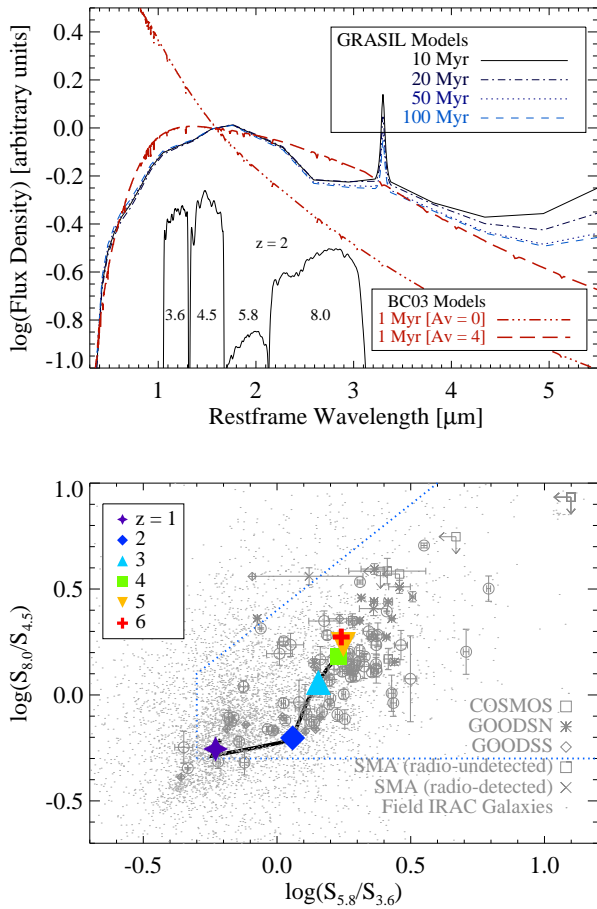 GRASIL Models
10 Myr
20 Myr
50 Myr
100 Myr
0.4
0.2
0.0
-0.2
-0.4
-0.6
-0.8
-1.0
log(Flux Density) [arbitrary units]
z = 2
3.6
4.5
5.8
8.0
BC03 Models
1 Myr [Av = 0]
1 Myr [Av = 4]
1 2 3 4 5
Restframe Wavelength [μm]
1.0
0.5
0.0
-0.5
log(S8.0/S4.5)
z = 1
2
3
4
5
6
COSMOS
GOODSN
GOODSS
SMA (radio-undetected)
SMA (radio-detected)
Field IRAC Galaxies
-0.5 0.0 0.5 1.0
log(S5.8/S3.6)